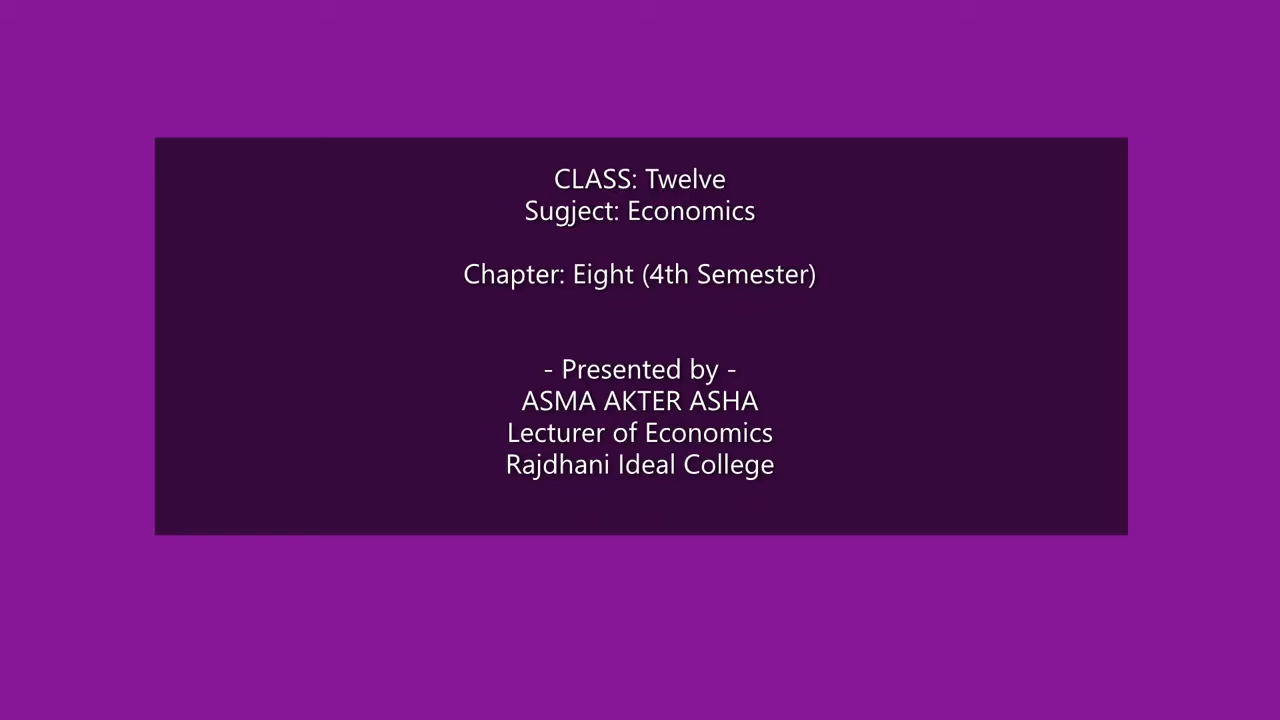 CLASS: Twelve
Sugject: Economics
Chapter: Eight (4th Semester)
- Presented by -
ASMA AKTER ASHA
Lecturer of Economics
Rajdhani Ideal College